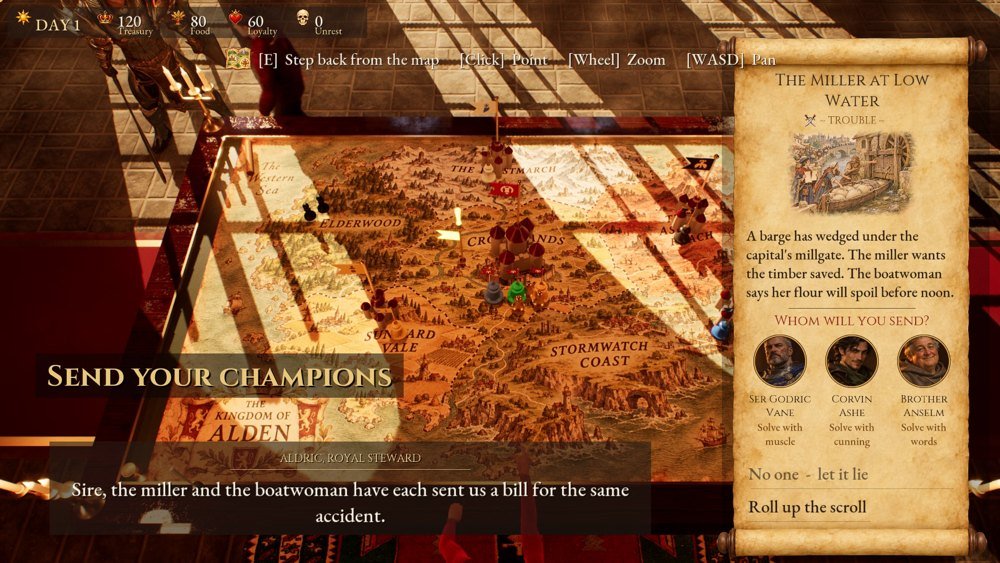 DAY 1
120
Treasury
80
Food
60
Loyalty
0
Unrest
[E] Step back from the map
[Click] Point
[Wheel] Zoom
[WASD] Pan
The
Western
Sea
ELDERWOOD
STORMWATCH
COAST
THE
KINGDOM OF
ALDEN
SEND YOUR CHAMPIONS
ALDRIC, ROYAL STEWARD
Sire, the miller and the boatwoman have each sent us a bill for the same
accident.
THE MILLER AT LOW
WATER
~ TROUBLE ~
A barge has wedged under the
capital's millgate. The miller wants
the timber saved. The boatwoman
says her flour will spoil before noon.
WHOM WILL YOU SEND?
SER GODRIC
VANE
Solve with
muscle
CORVIN
ASHE
Solve with
cunning
BROTHER
ANSELM
Solve with
words
No one - let it lie
Roll up the scroll